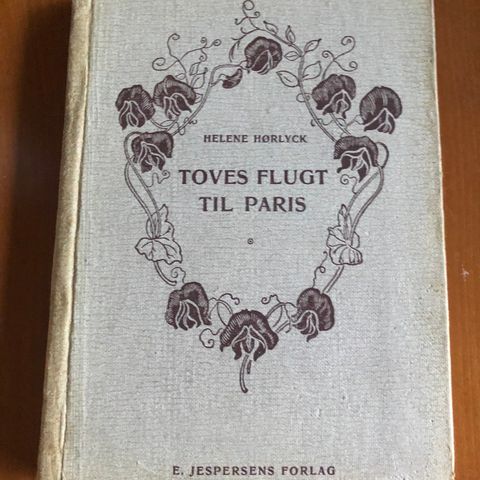 HELENE HØRLYCK
TOVES FLUGT
TIL PARIS
E. JESPERSENS FORLAG